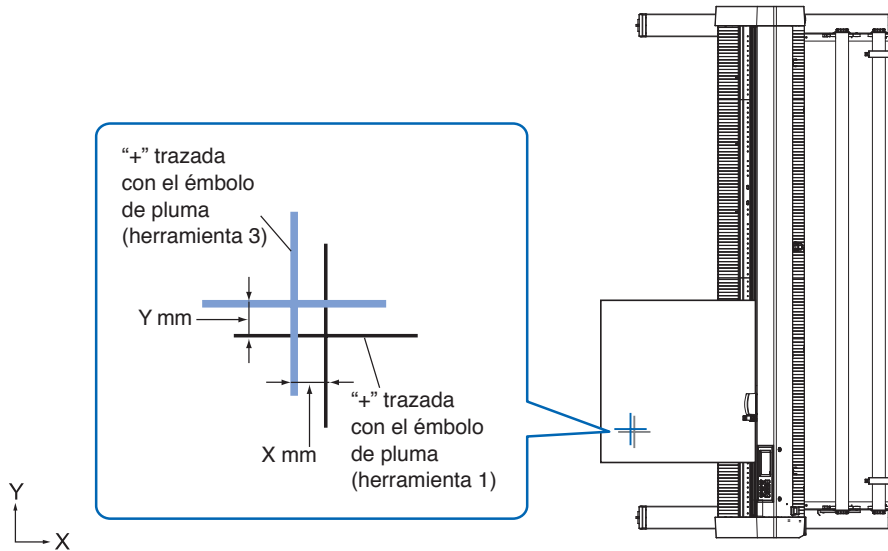 “+” trazada
con el émbolo
de pluma
(herramienta 3)
Y mm
X mm
“+” trazada
con el émbolo
de pluma
(herramienta 1)
Y
X